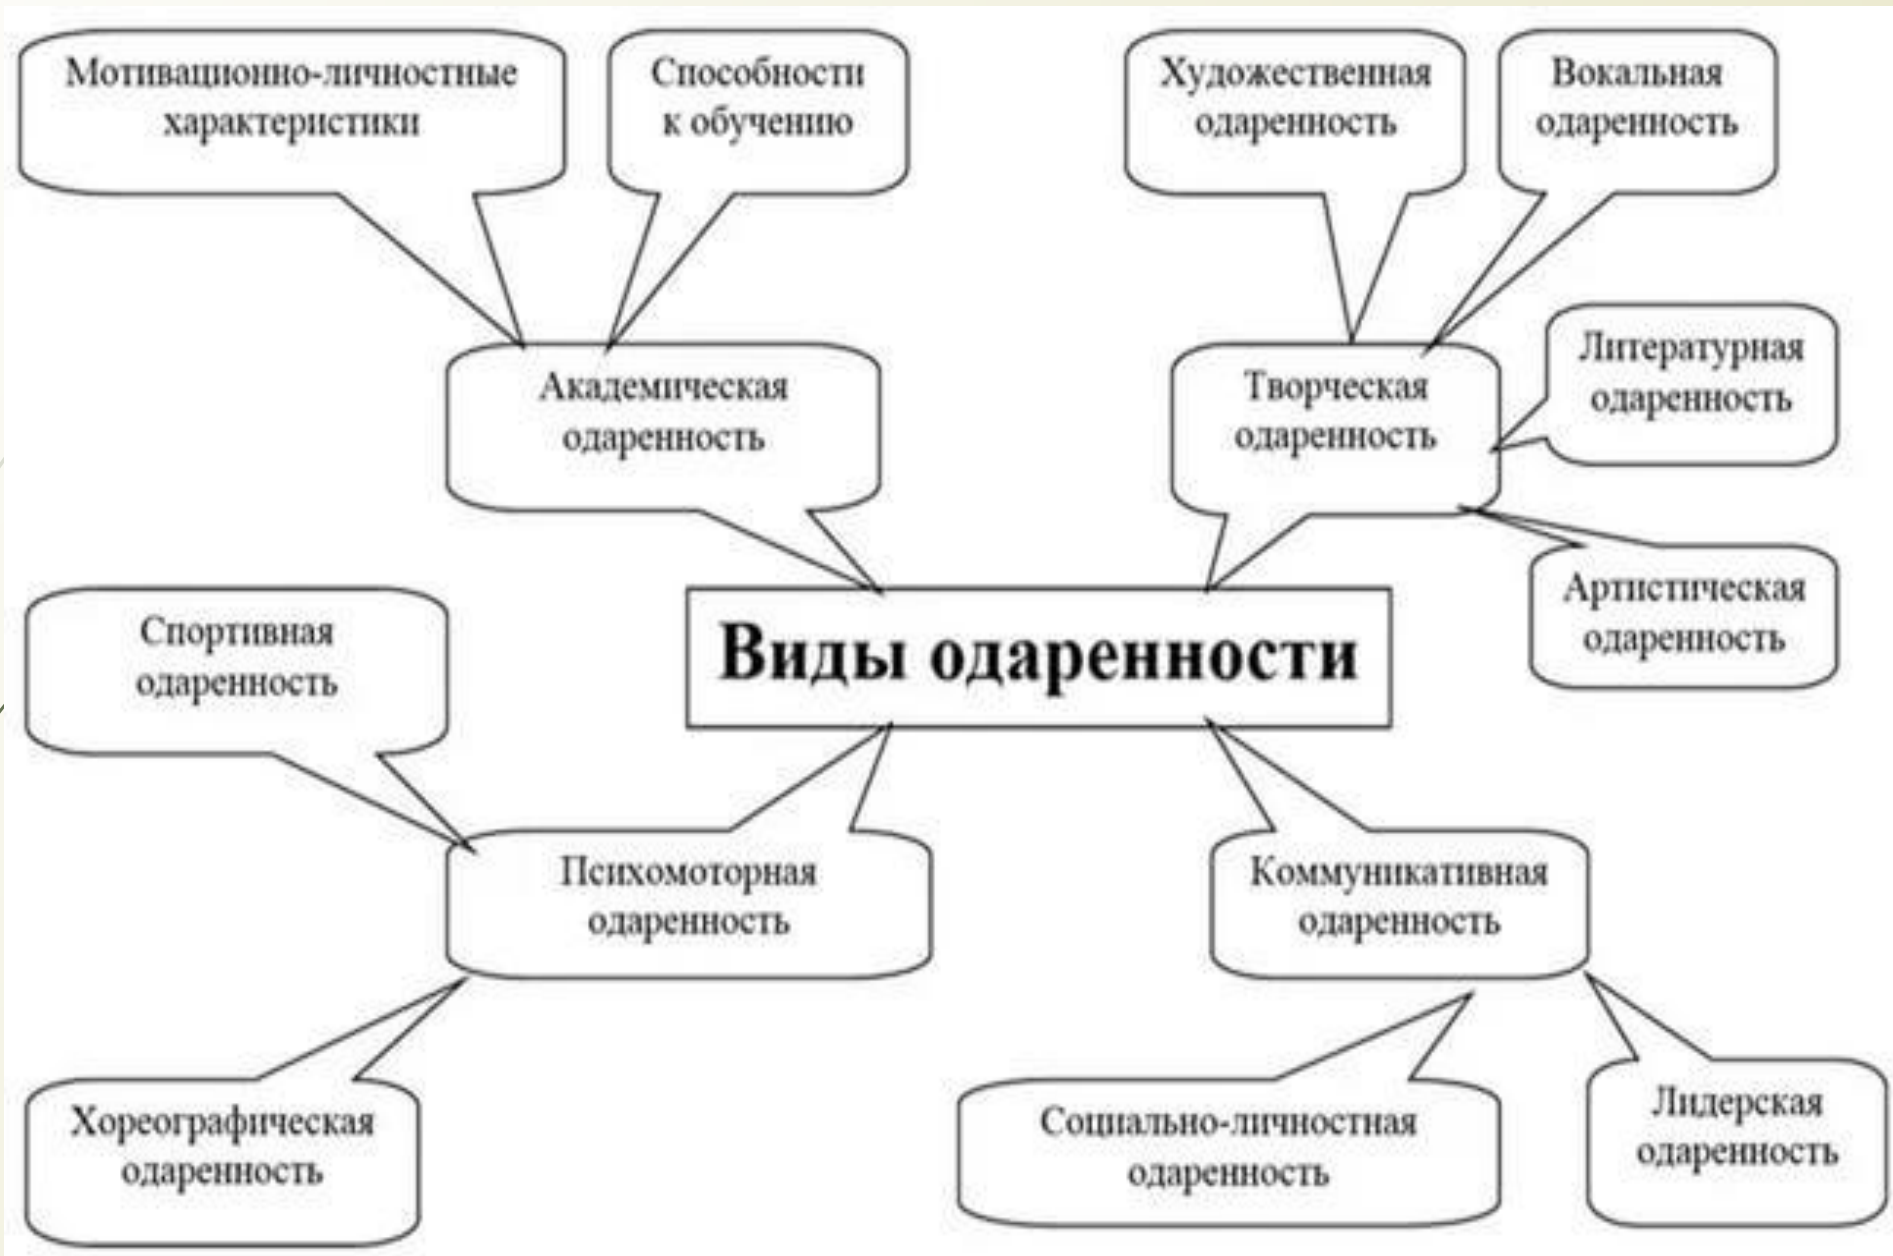 Мотивационно-личностные
характеристики
Способности
к обучению
Художественная
одаренность
Вокальная
одаренность
Академическая
одаренность
Творческая
одаренность
Литературная
одаренность
Артистическая
одаренность
Спортивная
одаренность
Виды одаренности
Психомоторная
одаренность
Коммуникативная
одаренность
Хореографическая
одаренность
Социально-личностная
одаренность
Лидерская
одаренность